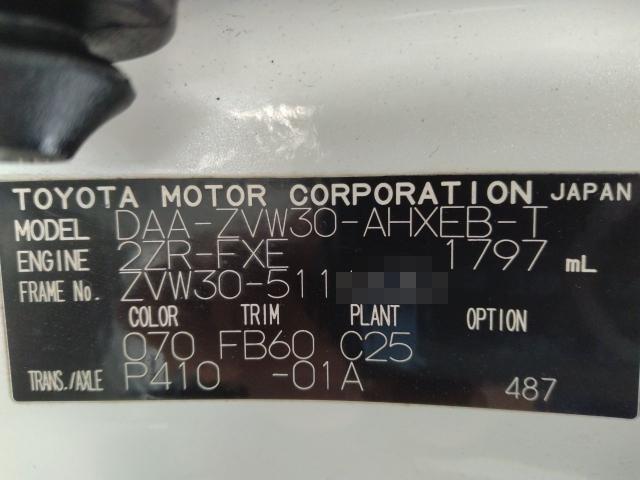 TOYOTA MOTOR CORPORATION JAPAN
MODEL DAA-ZVW30-AHXEB-T
ENGINE 2ZR-FXE 1797 mL
FRAME No. ZVW30-511
COLOR TRIM PLANT OPTION
070 FB60 C25
TRANS./AXLE P410 -01A 487